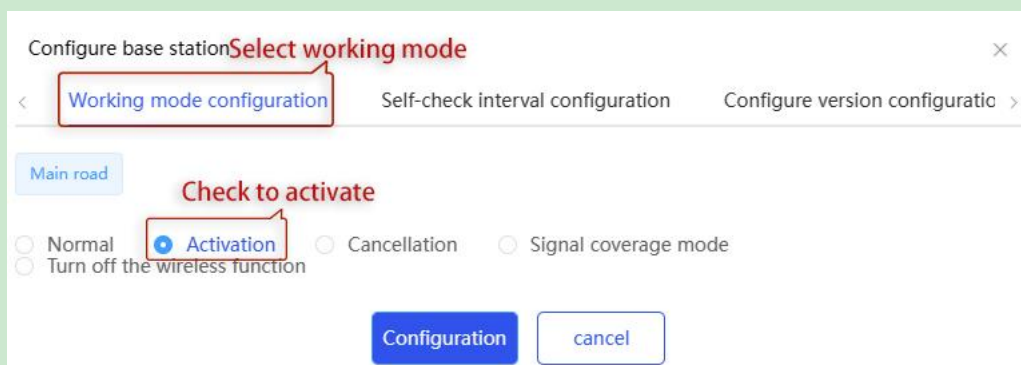 Configure base station Select working mode ×
< Working mode configuration Self-check interval configuration Configure version configuratio >
Main road
Check to activate
Normal Activation Cancellation Signal coverage mode
Turn off the wireless function
Configuration cancel